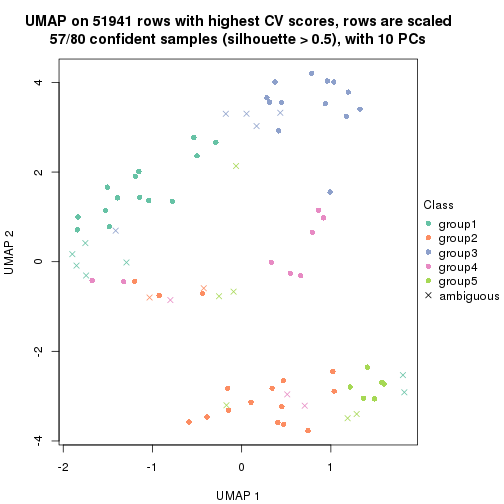 UMAP on 51941 rows with highest CV scores, rows are scaled
57/80 confident samples (silhouette > 0.5), with 10 PCs
4
2
0
-2
-4
UMAP 2
-2
-1
0
1
UMAP 1
Class
group1
group2
group3
group4
group5
ambiguous